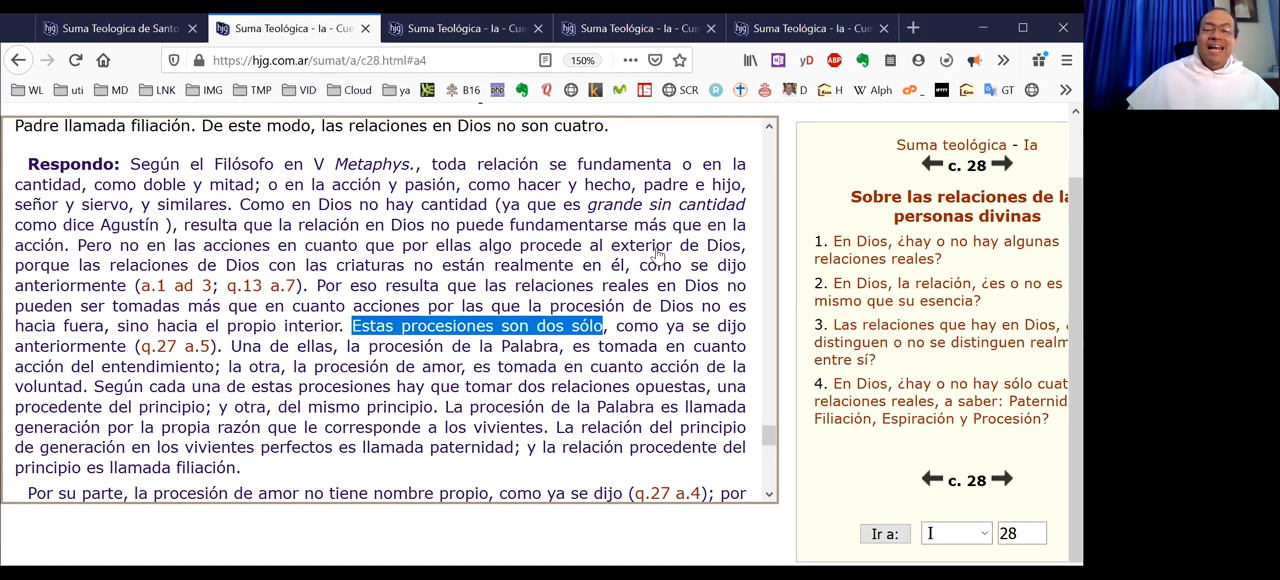 Suma Teologica de Santo
Suma Teológica - Ia - Cue
Suma Teológica - Ia - Cue
Suma Teológica - Ia - Cue
Suma Teológica - Ia - Cue
https://hjg.com.ar/sumat/a/c28.html#a4
150%
yD
ABP
WL
uti
MD
LNK
IMG
TMP
VID
Cloud
ya
B16
php
SCR
D
H
W Alph
GT
Padre llamada filiación. De este modo, las relaciones en Dios no son cuatro.
Respondo: Según el Filósofo en V Metaphys., toda relación se fundamenta o en la
cantidad, como doble y mitad; o en la acción y pasión, como hacer y hecho, padre e hijo,
señor y siervo, y similares. Como en Dios no hay cantidad (ya que es grande sin cantidad
como dice Agustín ), resulta que la relación en Dios no puede fundamentarse más que en la
acción. Pero no en las acciones en cuanto que por ellas algo procede al exterior de Dios,
porque las relaciones de Dios con las criaturas no están realmente en él, como se dijo
anteriormente (a.1 ad 3; q.13 a.7). Por eso resulta que las relaciones reales en Dios no
pueden ser tomadas más que en cuanto acciones por las que la procesión de Dios no es
hacia fuera, sino hacia el propio interior. Estas procesiones son dos sólo, como ya se dijo
anteriormente (q.27 a.5). Una de ellas, la procesión de la Palabra, es tomada en cuanto
acción del entendimiento; la otra, la procesión de amor, es tomada en cuanto acción de la
voluntad. Según cada una de estas procesiones hay que tomar dos relaciones opuestas, una
procedente del principio; y otra, del mismo principio. La procesión de la Palabra es llamada
generación por la propia razón que le corresponde a los vivientes. La relación del principio
de generación en los vivientes perfectos es llamada paternidad; y la relación procedente del
principio es llamada filiación.
Por su parte, la procesión de amor no tiene nombre propio, como ya se dijo (q.27 a.4); por
Suma teológica - Ia
c. 28
Sobre las relaciones de la
personas divinas
1. En Dios, ¿hay o no hay algunas
relaciones reales?
2. En Dios, la relación, ¿es o no es
mismo que su esencia?
3. Las relaciones que hay en Dios, ¿
distinguen o no se distinguen realm
entre sí?
4. En Dios, ¿hay o no hay sólo cuat
relaciones reales, a saber: Paternid
Filiación, Espiración y Procesión?
c. 28
Ir a:
I
28